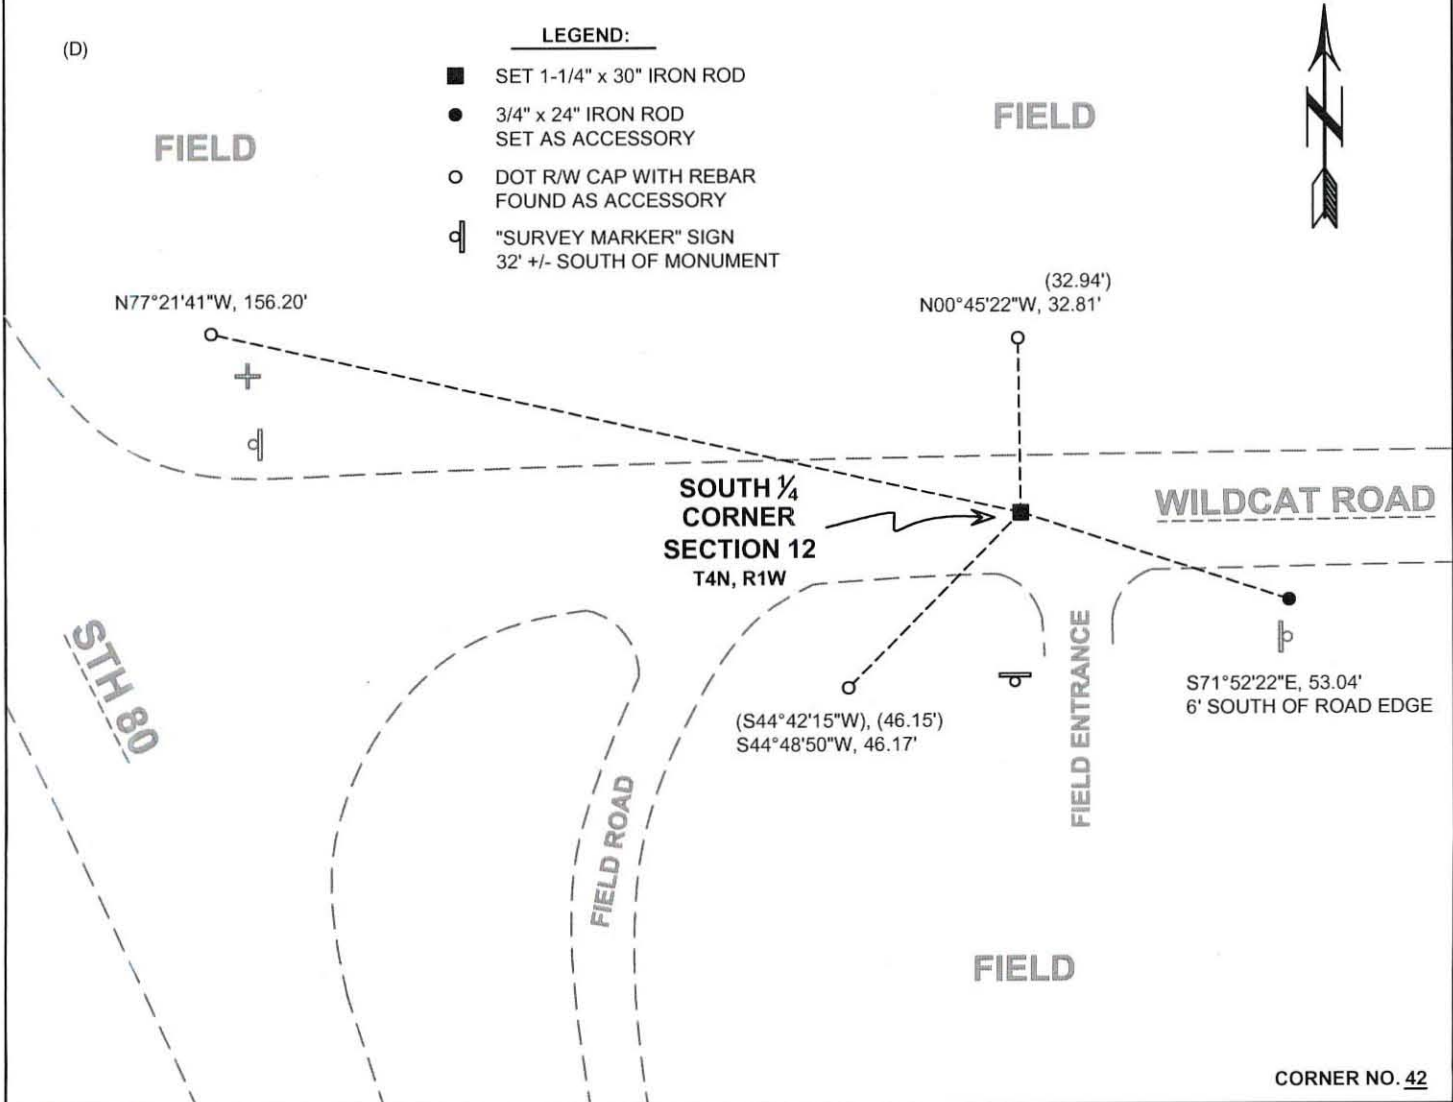 (D)
LEGEND:
SET 1-1/4" x 30" IRON ROD
3/4" x 24" IRON ROD
SET AS ACCESSORY
DOT R/W CAP WITH REBAR
FOUND AS ACCESSORY
"SURVEY MARKER" SIGN
32' +/- SOUTH OF MONUMENT
N
FIELD
FIELD
N77°21'41"W, 156.20'
(32.94')
N00°45'22"W, 32.81'
SOUTH 1/4
CORNER
SECTION 12
T4N, R1W
WILDCAT ROAD
STH 80
FIELD ROAD
FIELD ENTRANCE
(S44°42'15"W), (46.15')
S44°48'50"W, 46.17'
S71°52'22"E, 53.04'
6' SOUTH OF ROAD EDGE
FIELD
CORNER NO. 42